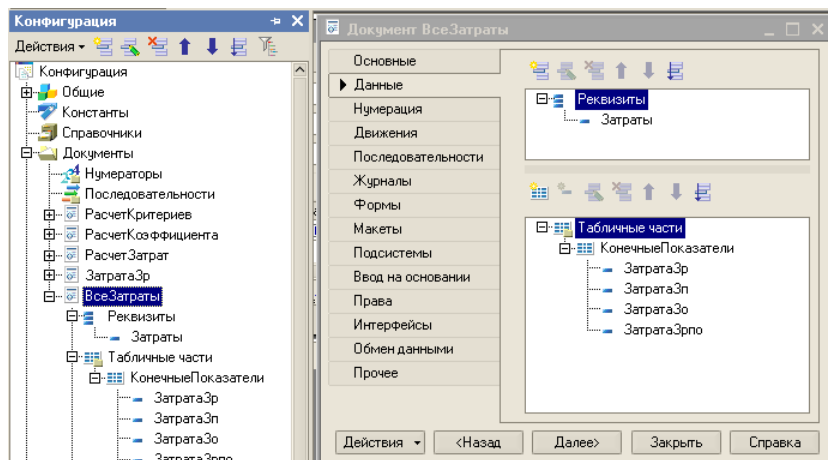 Конфигурация
Действия
Конфигурация
Общие
Константы
Справочники
Документы
Нумераторы
Последовательности
РасчетКритериев
РасчетКоэффициента
РасчетЗатрат
ЗатратаЗр
ВсеЗатраты
Реквизиты
Затраты
Табличные части
КонечныеПоказатели
ЗатратаЗр
ЗатратаЗп
ЗатратаЗо
ЗатратаЗрпо
Документ ВсеЗатраты
Основные
Данные
Нумерация
Движения
Последовательности
Журналы
Формы
Макеты
Подсистемы
Ввод на основании
Права
Интерфейсы
Обмен данными
Прочее
Реквизиты
Затраты
Табличные части
КонечныеПоказатели
ЗатратаЗр
ЗатратаЗп
ЗатратаЗо
ЗатратаЗрпо
Действия <Назад Далее> Закрыть Справка